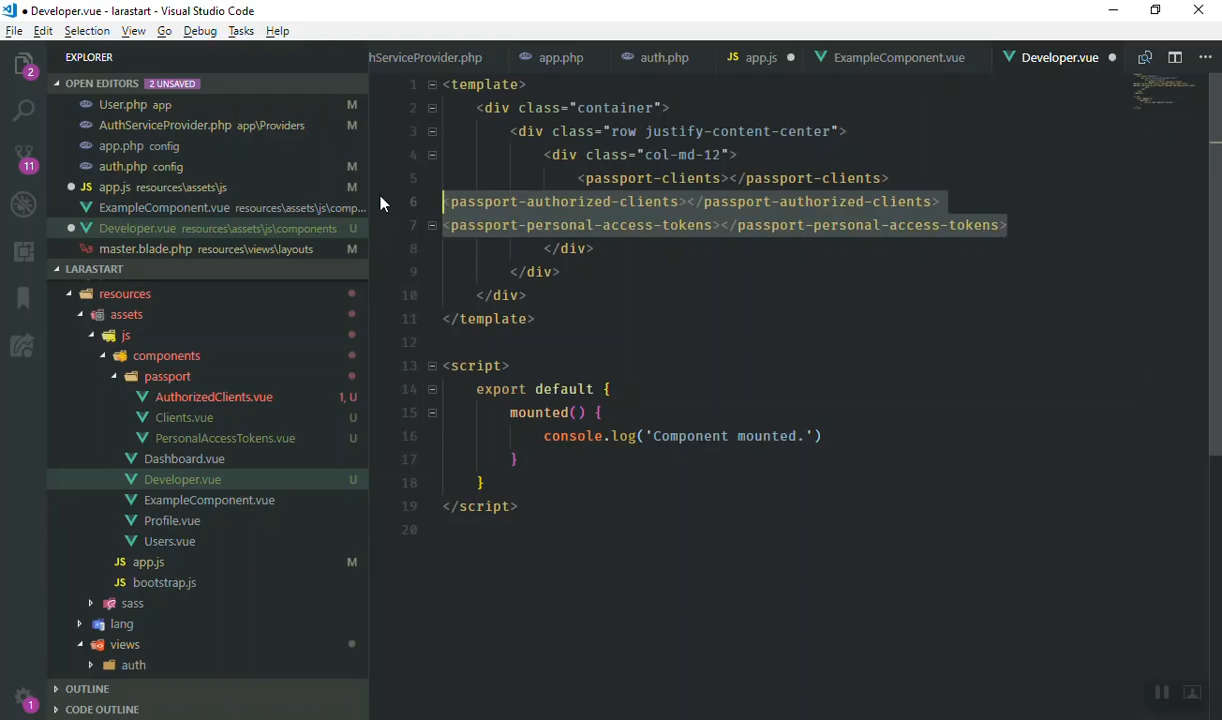 ● Developer.vue - larastart - Visual Studio Code
File Edit Selection View Go Debug Tasks Help
EXPLORER
hServiceProvider.php app.php auth.php JS app.js ● ExampleComponent.vue Developer.vue ●
2
OPEN EDITORS 2 UNSAVED
User.php app M
AuthServiceProvider.php app\Providers M
app.php config
11
auth.php config M
● JS app.js resources\assets\js M
ExampleComponent.vue resources\assets\js\comp...
● Developer.vue resources\assets\js\components U
master.blade.php resources\views\layouts M
LARASTART
resources
assets
js
components
passport
AuthorizedClients.vue 1, U
Clients.vue U
PersonalAccessTokens.vue U
Dashboard.vue
Developer.vue U
ExampleComponent.vue
Profile.vue
Users.vue
JS app.js M
JS bootstrap.js
sass
lang
views
auth
OUTLINE
1
CODE OUTLINE
1 <template>
2 <div class="container">
3 <div class="row justify-content-center">
4 <div class="col-md-12">
5 <passport-clients></passport-clients>
6 <passport-authorized-clients></passport-authorized-clients>
7 <passport-personal-access-tokens></passport-personal-access-tokens>
8 </div>
9 </div>
10 </div>
11 </template>
12
13 <script>
14 export default {
15 mounted() {
16 console.log('Component mounted.')
17 }
18 }
19 </script>
20